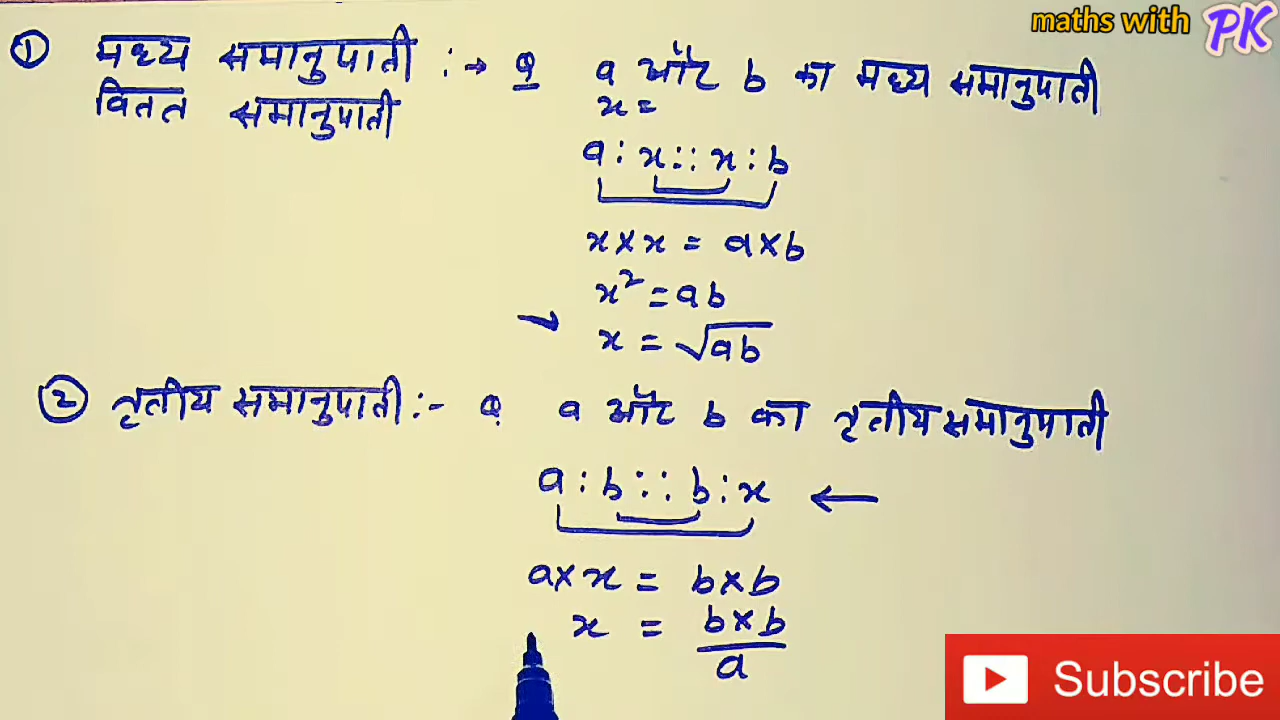 maths with PK
① मध्य समानुपाती :→ Q a और b का मध्य समानुपाती
वितत समानुपाती x =
a : x :: x : b
x × x = a × b
x² = ab
x = √ab
② तृतीय समानुपाती :- Q a और b का तृतीय समानुपाती
a : b :: b : x ←
a × x = b × b
x = b × b / a
Subscribe